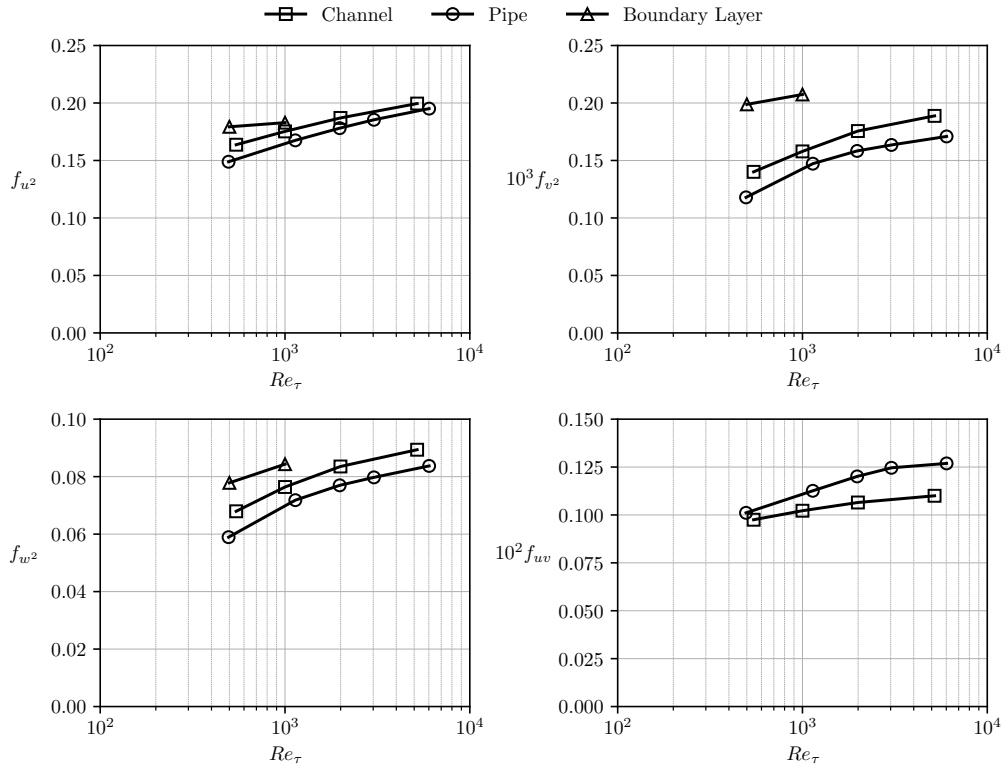 Channel Pipe Boundary Layer
0.25
0.20
0.15
0.10
0.05
0.00
f_{u^2}
10^2 10^3 10^4
Re_τ
0.25
0.20
0.15
0.10
0.05
0.00
10^3 f_{v^2}
10^2 10^3 10^4
Re_τ
0.10
0.08
0.06
0.04
0.02
0.00
f_{w^2}
10^2 10^3 10^4
Re_τ
0.150
0.125
0.100
0.075
0.050
0.025
0.000
10^2 f_{uv}
10^2 10^3 10^4
Re_τ